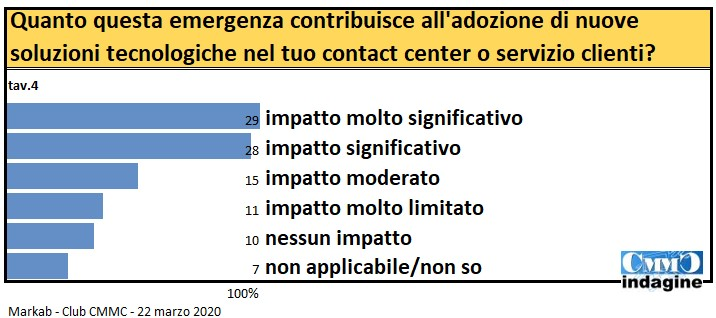 Quanto questa emergenza contribuisce all'adozione di nuove
soluzioni tecnologiche nel tuo contact center o servizio clienti?
tav.4
29 impatto molto significativo
28 impatto significativo
15 impatto moderato
11 impatto molto limitato
10 nessun impatto
7 non applicabile/non so
100%
CMMC
indagine
Markab - Club CMMC - 22 marzo 2020